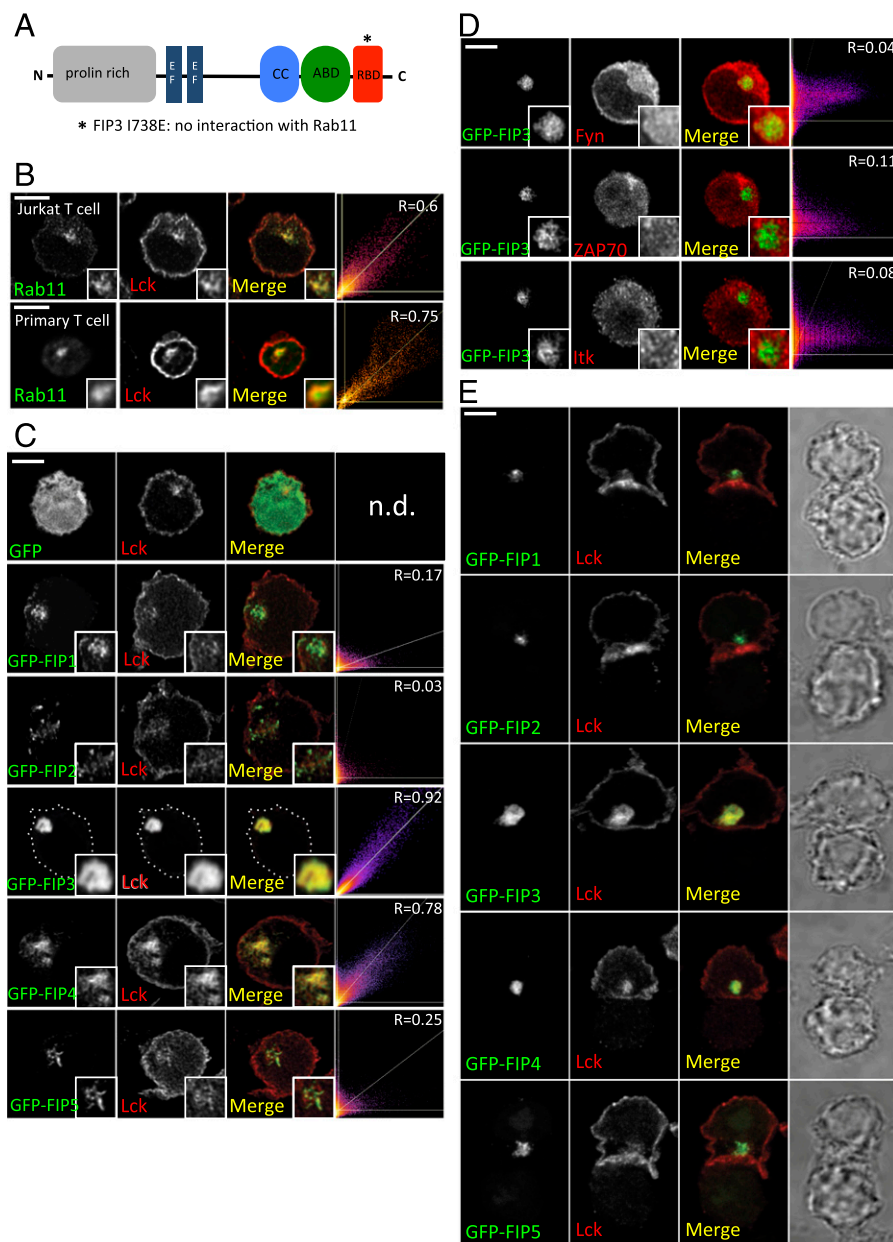 A
N prolin rich E F E F CC ABD RBD * C
* FIP3 I738E: no interaction with Rab11
B
Jurkat T cell R=0.6
Rab11 Lck Merge
Primary T cell R=0.75
Rab11 Lck Merge
C
n.d.
GFP Lck Merge
R=0.17
GFP-FIP1 Lck Merge
R=0.03
GFP-FIP2 Lck Merge
R=0.92
GFP-FIP3 Lck Merge
R=0.78
GFP-FIP4 Lck Merge
R=0.25
GFP-FIP5 Lck Merge
D
R=0.04
GFP-FIP3 Fyn Merge
R=0.11
GFP-FIP3 ZAP70 Merge
R=0.08
GFP-FIP3 Itk Merge
E
GFP-FIP1 Lck Merge
GFP-FIP2 Lck Merge
GFP-FIP3 Lck Merge
GFP-FIP4 Lck Merge
GFP-FIP5 Lck Merge